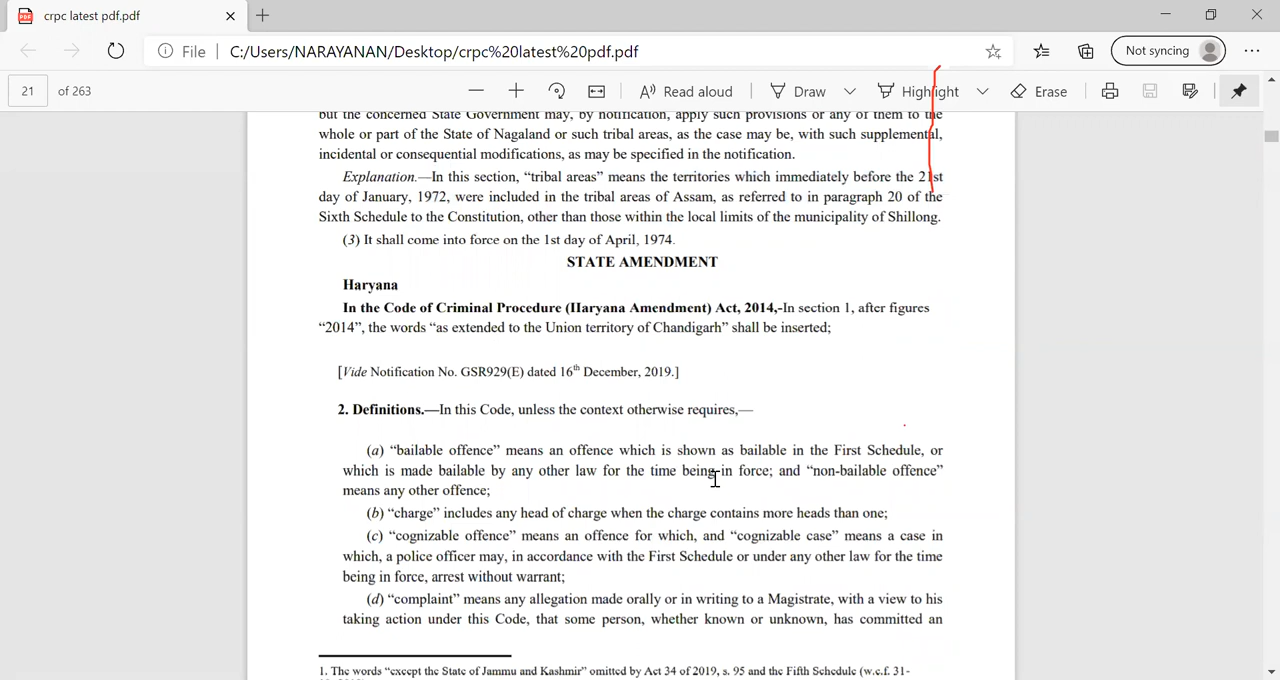 crpc latest pdf.pdf
File
C:/Users/NARAYANAN/Desktop/crpc%20latest%20pdf.pdf
Not syncing
21 of 263
Read aloud
Draw
Highlight
Erase
but the concerned State Government may, by notification, apply such provisions or any of them to the
whole or part of the State of Nagaland or such tribal areas, as the case may be, with such supplemental,
incidental or consequential modifications, as may be specified in the notification.
Explanation.—In this section, “tribal areas” means the territories which immediately before the 21st
day of January, 1972, were included in the tribal areas of Assam, as referred to in paragraph 20 of the
Sixth Schedule to the Constitution, other than those within the local limits of the municipality of Shillong.
(3) It shall come into force on the 1st day of April, 1974.
STATE AMENDMENT
Haryana
In the Code of Criminal Procedure (Haryana Amendment) Act, 2014,-In section 1, after figures
“2014”, the words “as extended to the Union territory of Chandigarh” shall be inserted;
[Vide Notification No. GSR929(E) dated 16th December, 2019.]
2. Definitions.—In this Code, unless the context otherwise requires,—
(a) “bailable offence” means an offence which is shown as bailable in the First Schedule, or
which is made bailable by any other law for the time being in force; and “non-bailable offence”
means any other offence;
(b) “charge” includes any head of charge when the charge contains more heads than one;
(c) “cognizable offence” means an offence for which, and “cognizable case” means a case in
which, a police officer may, in accordance with the First Schedule or under any other law for the time
being in force, arrest without warrant;
(d) “complaint” means any allegation made orally or in writing to a Magistrate, with a view to his
taking action under this Code, that some person, whether known or unknown, has committed an
1. The words “except the State of Jammu and Kashmir” omitted by Act 34 of 2019, s. 95 and the Fifth Schedule (w.e.f. 31-